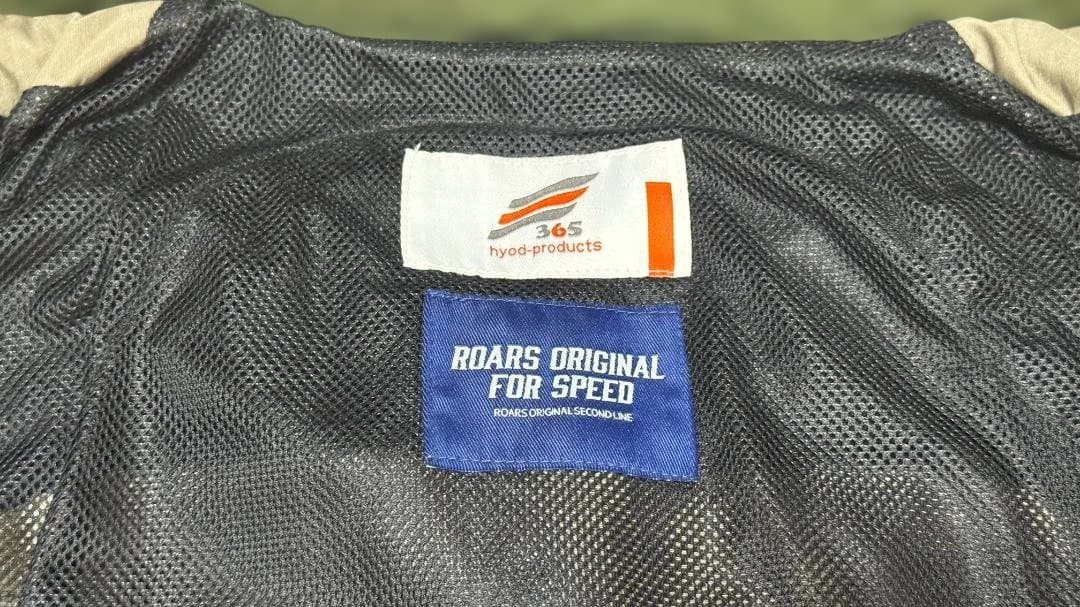 365
hyod-products
ROARS ORIGINAL
FOR SPEED
ROARS ORIGINAL SECOND LINE